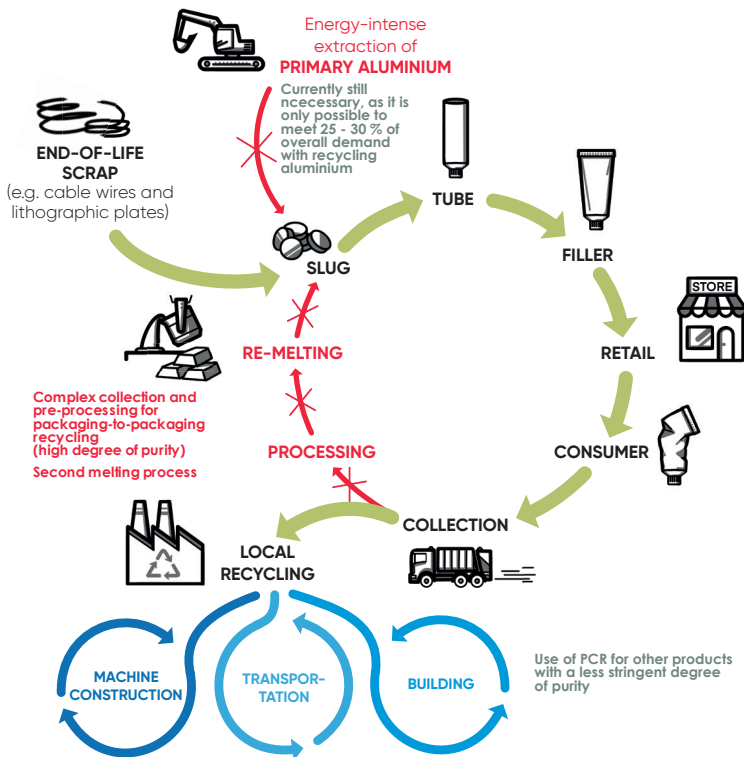 Energy-intense
extraction of
PRIMARY ALUMINIUM
Currently still
ncecessary, as it is
only possible to
meet 25 - 30 % of
overall demand
with recycling
aluminium
END-OF-LIFE
SCRAP
(e.g. cable wires and
lithographic plates)
TUBE
FILLER
SLUG
STORE
RETAIL
RE-MELTING
Complex collection and
pre-processing for
packaging-to-packaging
recycling
(high degree of purity)
Second melting process
PROCESSING
CONSUMER
COLLECTION
LOCAL
RECYCLING
MACHINE
CONSTRUCTION
TRANSPOR-
TATION
BUILDING
Use of PCR for other products
with a less stringent degree
of purity